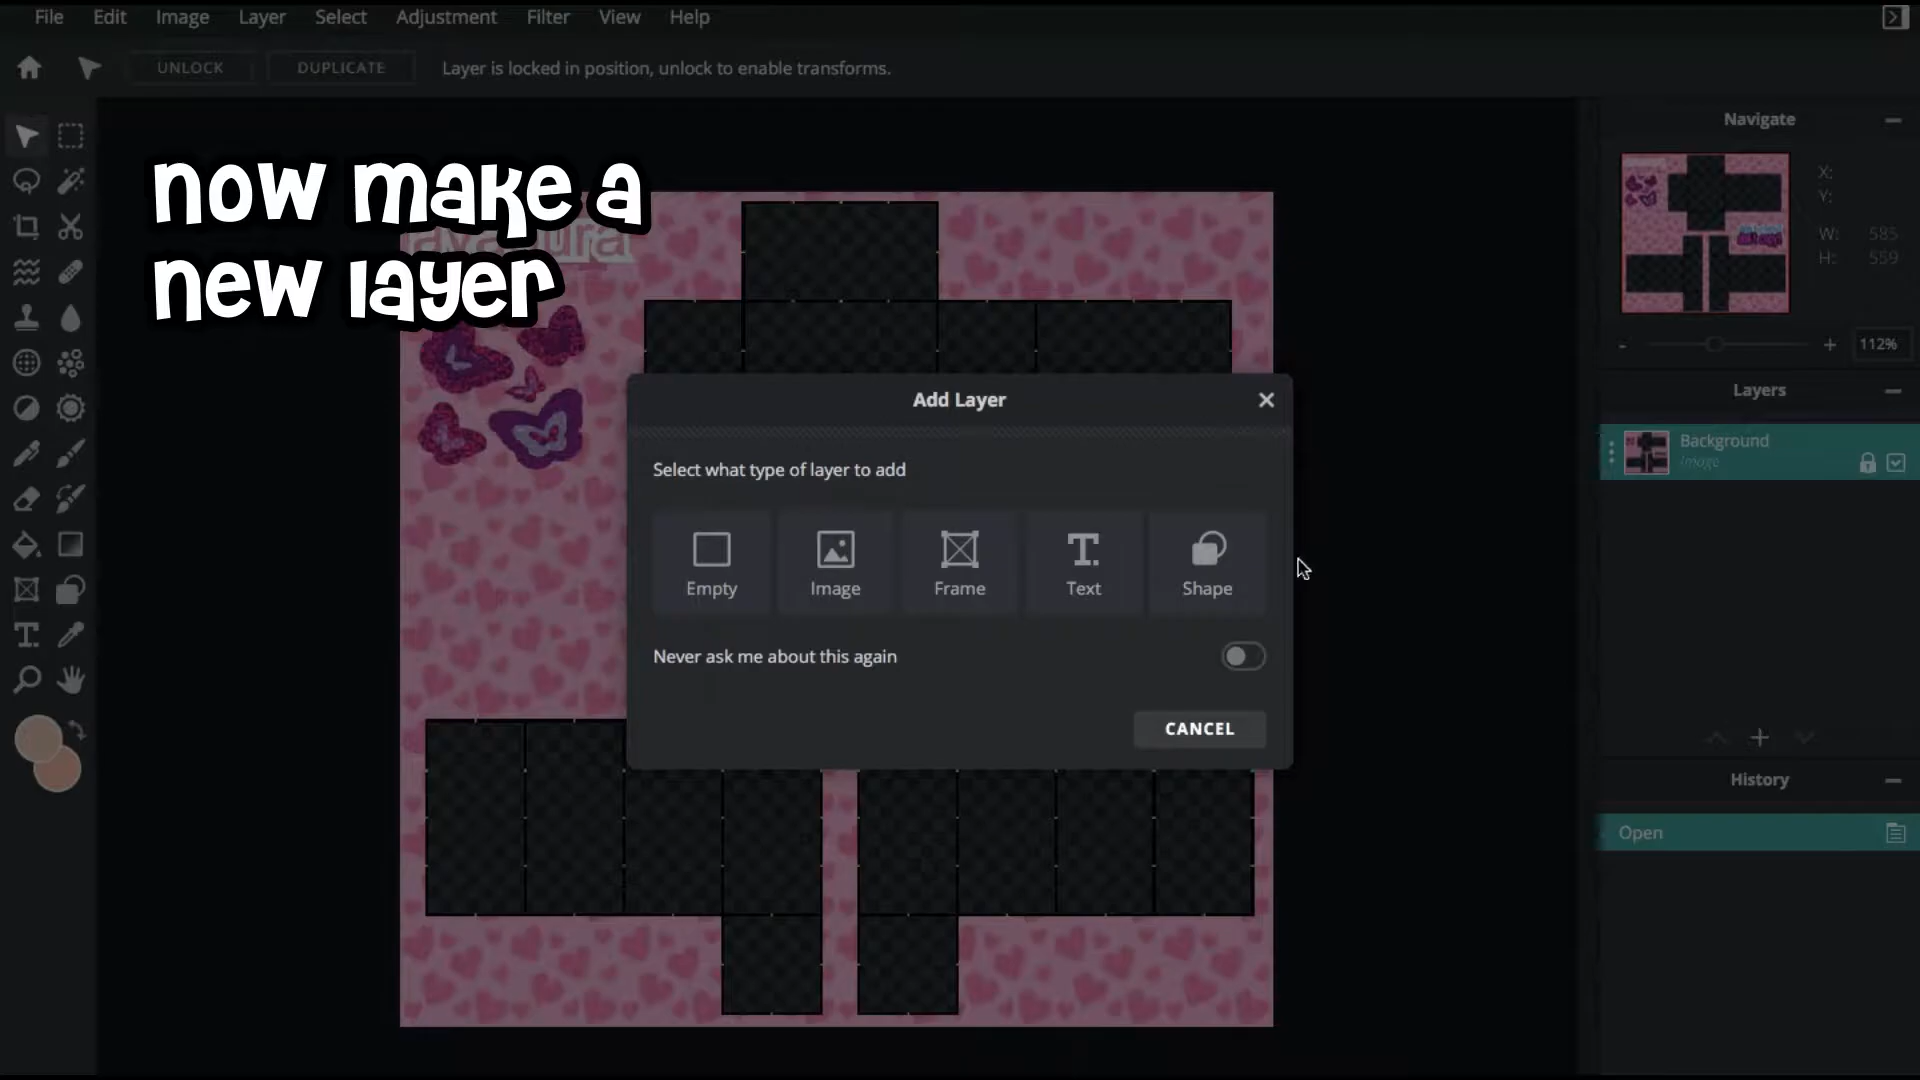 File Edit Image Layer Select Adjustment Filter View Help
UNLOCK DUPLICATE Layer is locked in position, unlock to enable transforms.
now make a
new layer
Navigate
X:
Y:
W: 585
H: 559
- + 112%
Layers
Background
Image
Add Layer
Select what type of layer to add
Empty Image Frame Text Shape
Never ask me about this again
CANCEL
History
Open